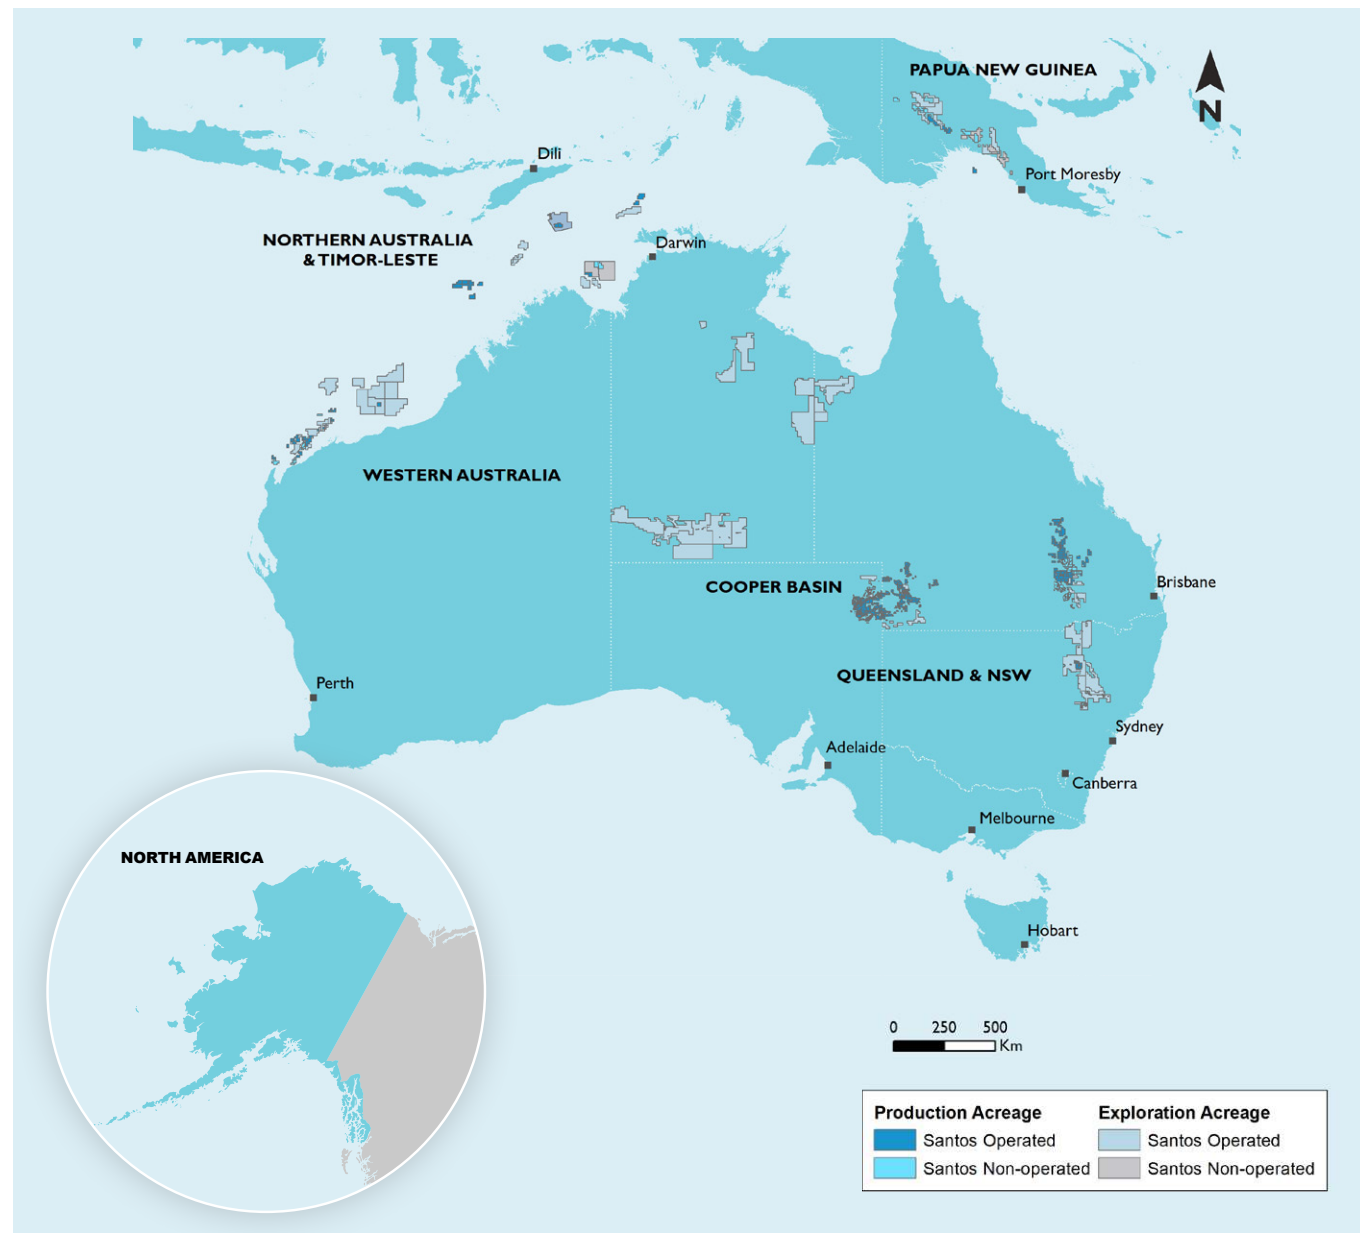 PAPUA NEW GUINEA
N
Dili
Port Moresby
NORTHERN AUSTRALIA
& TIMOR-LESTE
Darwin
WESTERN AUSTRALIA
COOPER BASIN
Brisbane
QUEENSLAND & NSW
Perth
Sydney
Adelaide
Canberra
Melbourne
NORTH AMERICA
Hobart
0 250 500
Km
Production Acreage
Santos Operated
Santos Non-operated
Exploration Acreage
Santos Operated
Santos Non-operated